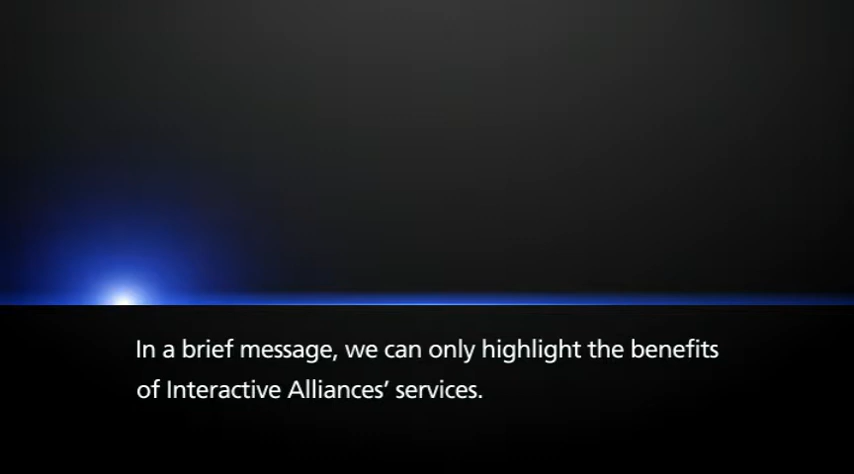 In a brief message, we can only highlight the benefits
of Interactive Alliances’ services.